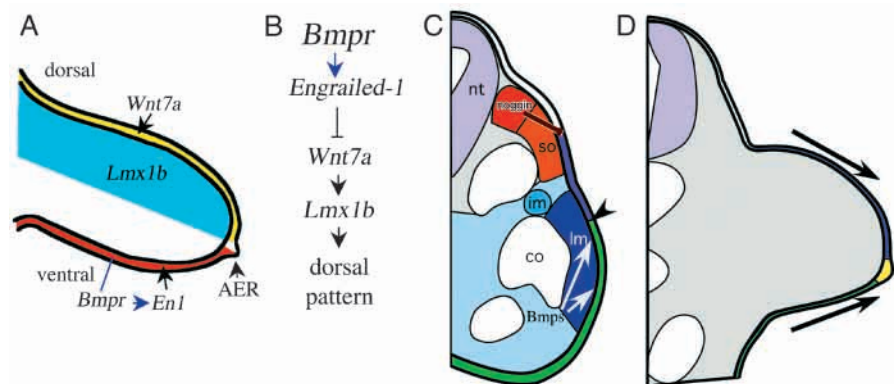 A
dorsal
Wnt7a
Lmx1b
ventral
Bmpr
En1
AER
B
Bmpr
Engrailed-1
Wnt7a
Lmx1b
dorsal
pattern
C
nt
noggin
so
im
lm
co
Bmps
D